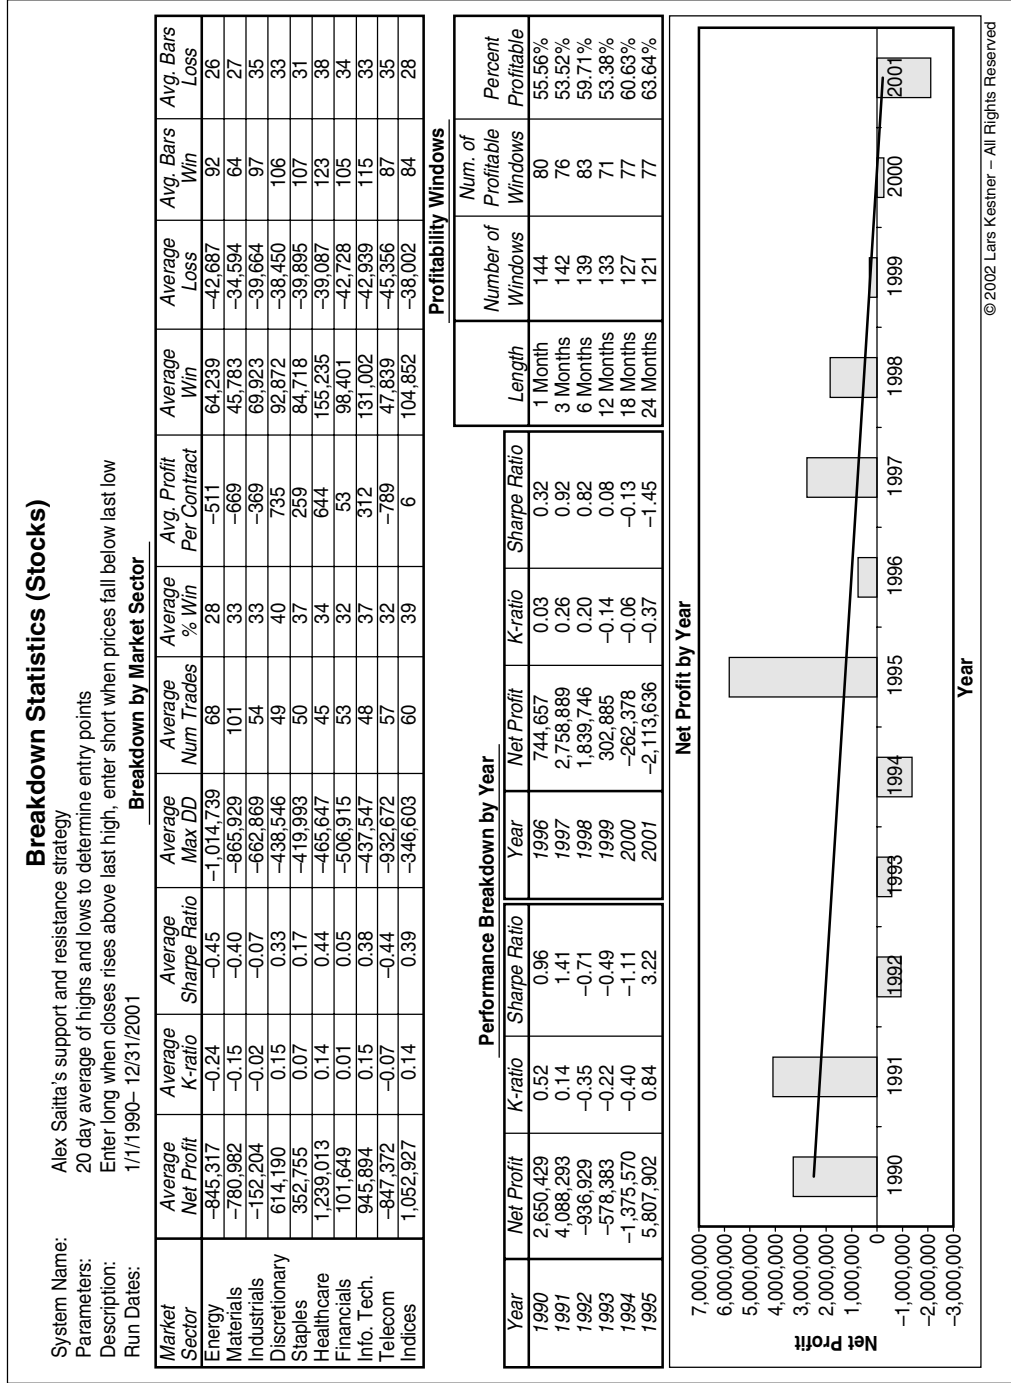 Breakdown Statistics (Stocks)
System Name: Alex Saitta's support and resistance strategy
Parameters: 20 day average of highs and lows to determine entry points
Description: Enter long when closes rises above last high, enter short when prices fall below last low
Run Dates: 1/1/1990– 12/31/2001
Breakdown by Market Sector
Market Sector Average Net Profit Average K-ratio Average Sharpe Ratio Average Max DD Average Num Trades Average % Win Avg. Profit Per Contract Average Win Average Loss Avg. Bars Win Avg. Bars Loss
Energy –845,317 –0.24 –0.45 –1,014,739 68 28 –511 64,239 –42,687 92 26
Materials –780,982 –0.15 –0.40 –865,929 101 33 –669 45,783 –34,594 64 27
Industrials –152,204 –0.02 –0.07 –662,869 54 33 –369 69,923 –39,664 97 35
Discretionary 614,190 0.15 0.33 –438,546 49 40 735 92,872 –38,450 106 33
Staples 352,755 0.07 0.17 –419,993 50 37 259 84,718 –39,895 107 31
Healthcare 1,239,013 0.14 0.44 –465,647 45 34 644 155,235 –39,087 123 38
Financials 101,649 0.01 0.05 –506,915 53 32 53 98,401 –42,728 105 34
Info. Tech. 945,894 0.15 0.38 –437,547 48 37 312 131,002 –42,939 115 33
Telecom –847,372 –0.07 –0.44 –932,672 57 32 –789 47,839 –45,356 87 35
Indices 1,052,927 0.14 0.39 –346,603 60 39 6 104,852 –38,002 84 28
Performance Breakdown by Year
Year Net Profit K-ratio Sharpe Ratio Year Net Profit K-ratio Sharpe Ratio
1990 2,650,429 0.52 0.96 1996 744,657 0.03 0.32
1991 4,088,293 0.14 1.41 1997 2,758,889 0.26 0.92
1992 –936,929 –0.35 –0.71 1998 1,839,746 0.20 0.82
1993 –578,383 –0.22 –0.49 1999 302,885 –0.14 0.08
1994 –1,375,570 –0.40 –1.11 2000 –262,378 –0.06 –0.13
1995 5,807,902 0.84 3.22 2001 –2,113,636 –0.37 –1.45
Profitability Windows
Length Number of Windows Num. of Profitable Windows Percent Profitable
1 Month 144 80 55.56%
3 Months 142 76 53.52%
6 Months 139 83 59.71%
12 Months 133 71 53.38%
18 Months 127 77 60.63%
24 Months 121 77 63.64%
Net Profit by Year
Net Profit
7,000,000
6,000,000
5,000,000
4,000,000
3,000,000
2,000,000
1,000,000
0
–1,000,000
–2,000,000
–3,000,000
1990 1991 1992 1993 1994 1995 1996 1997 1998 1999 2000 2001
Year
© 2002 Lars Kestner – All Rights Reserved